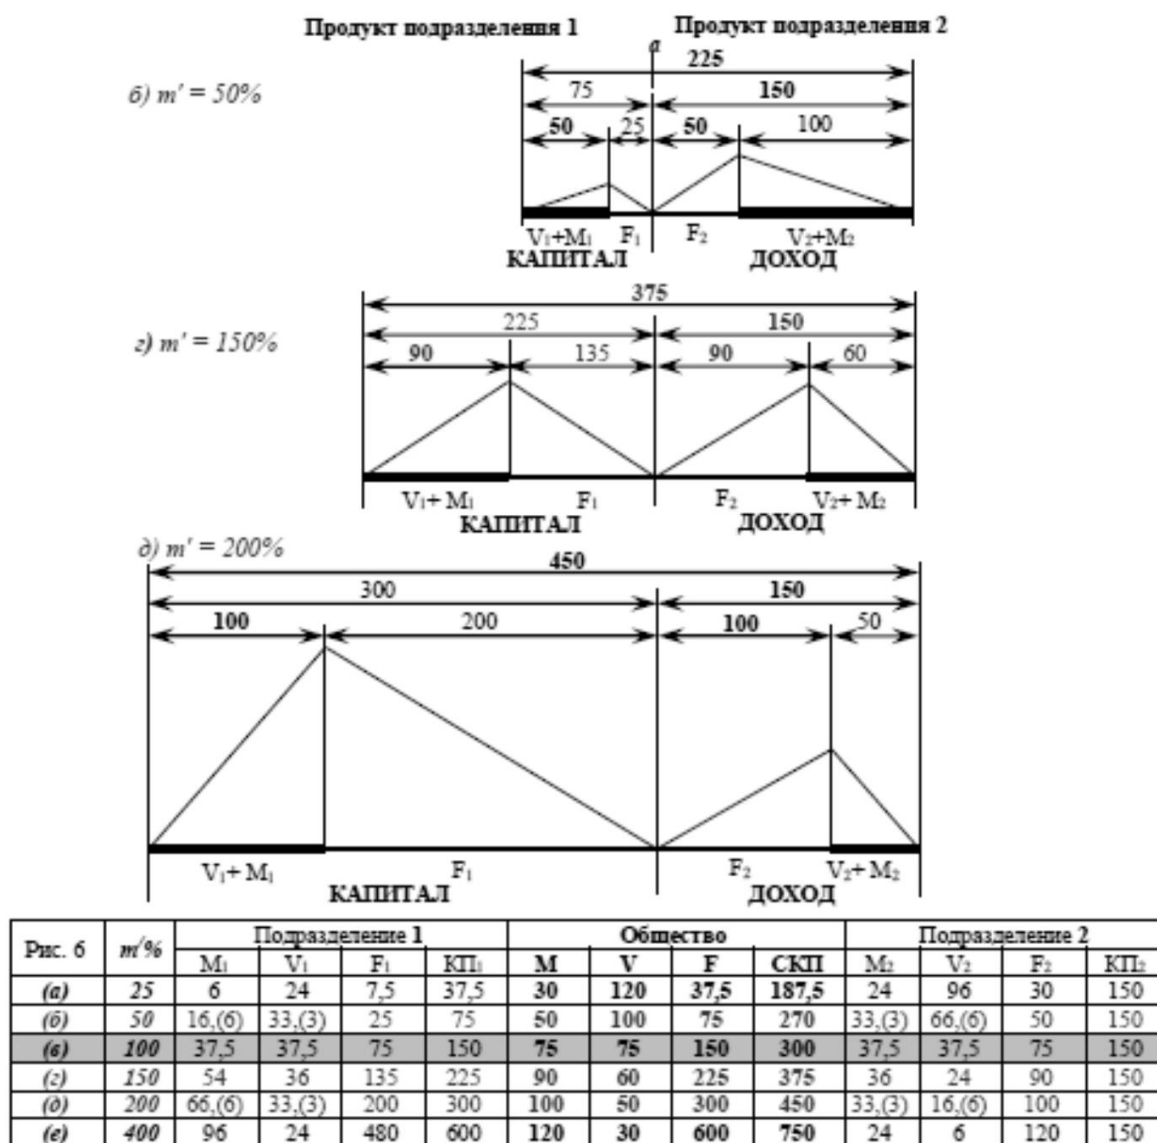 Продукт подразделения 1 Продукт подразделения 2
а
225
б) m' = 50%
75 150
50 25 50 100
V₁+M₁ F₁ F₂ V₂+M₂
КАПИТАЛ ДОХОД
375
г) m' = 150%
225 150
90 135 90 60
V₁+ M₁ F₁ F₂ V₂+ M₂
КАПИТАЛ ДОХОД
д) m' = 200%
450
300 150
100 200 100 50
V₁+ M₁ F₁ F₂ V₂+ M₂
КАПИТАЛ ДОХОД
Рис. 6 m'% Подразделение 1 Общество Подразделение 2
M₁ V₁ F₁ КП₁ M V F СКП M₂ V₂ F₂ КП₂
(а) 25 6 24 7,5 37,5 30 120 37,5 187,5 24 96 30 150
(б) 50 16,(6) 33,(3) 25 75 50 100 75 270 33,(3) 66,(6) 50 150
(в) 100 37,5 37,5 75 150 75 75 150 300 37,5 37,5 75 150
(г) 150 54 36 135 225 90 60 225 375 36 24 90 150
(д) 200 66,(6) 33,(3) 200 300 100 50 300 450 33,(3) 16,(6) 100 150
(е) 400 96 24 480 600 120 30 600 750 24 6 120 150